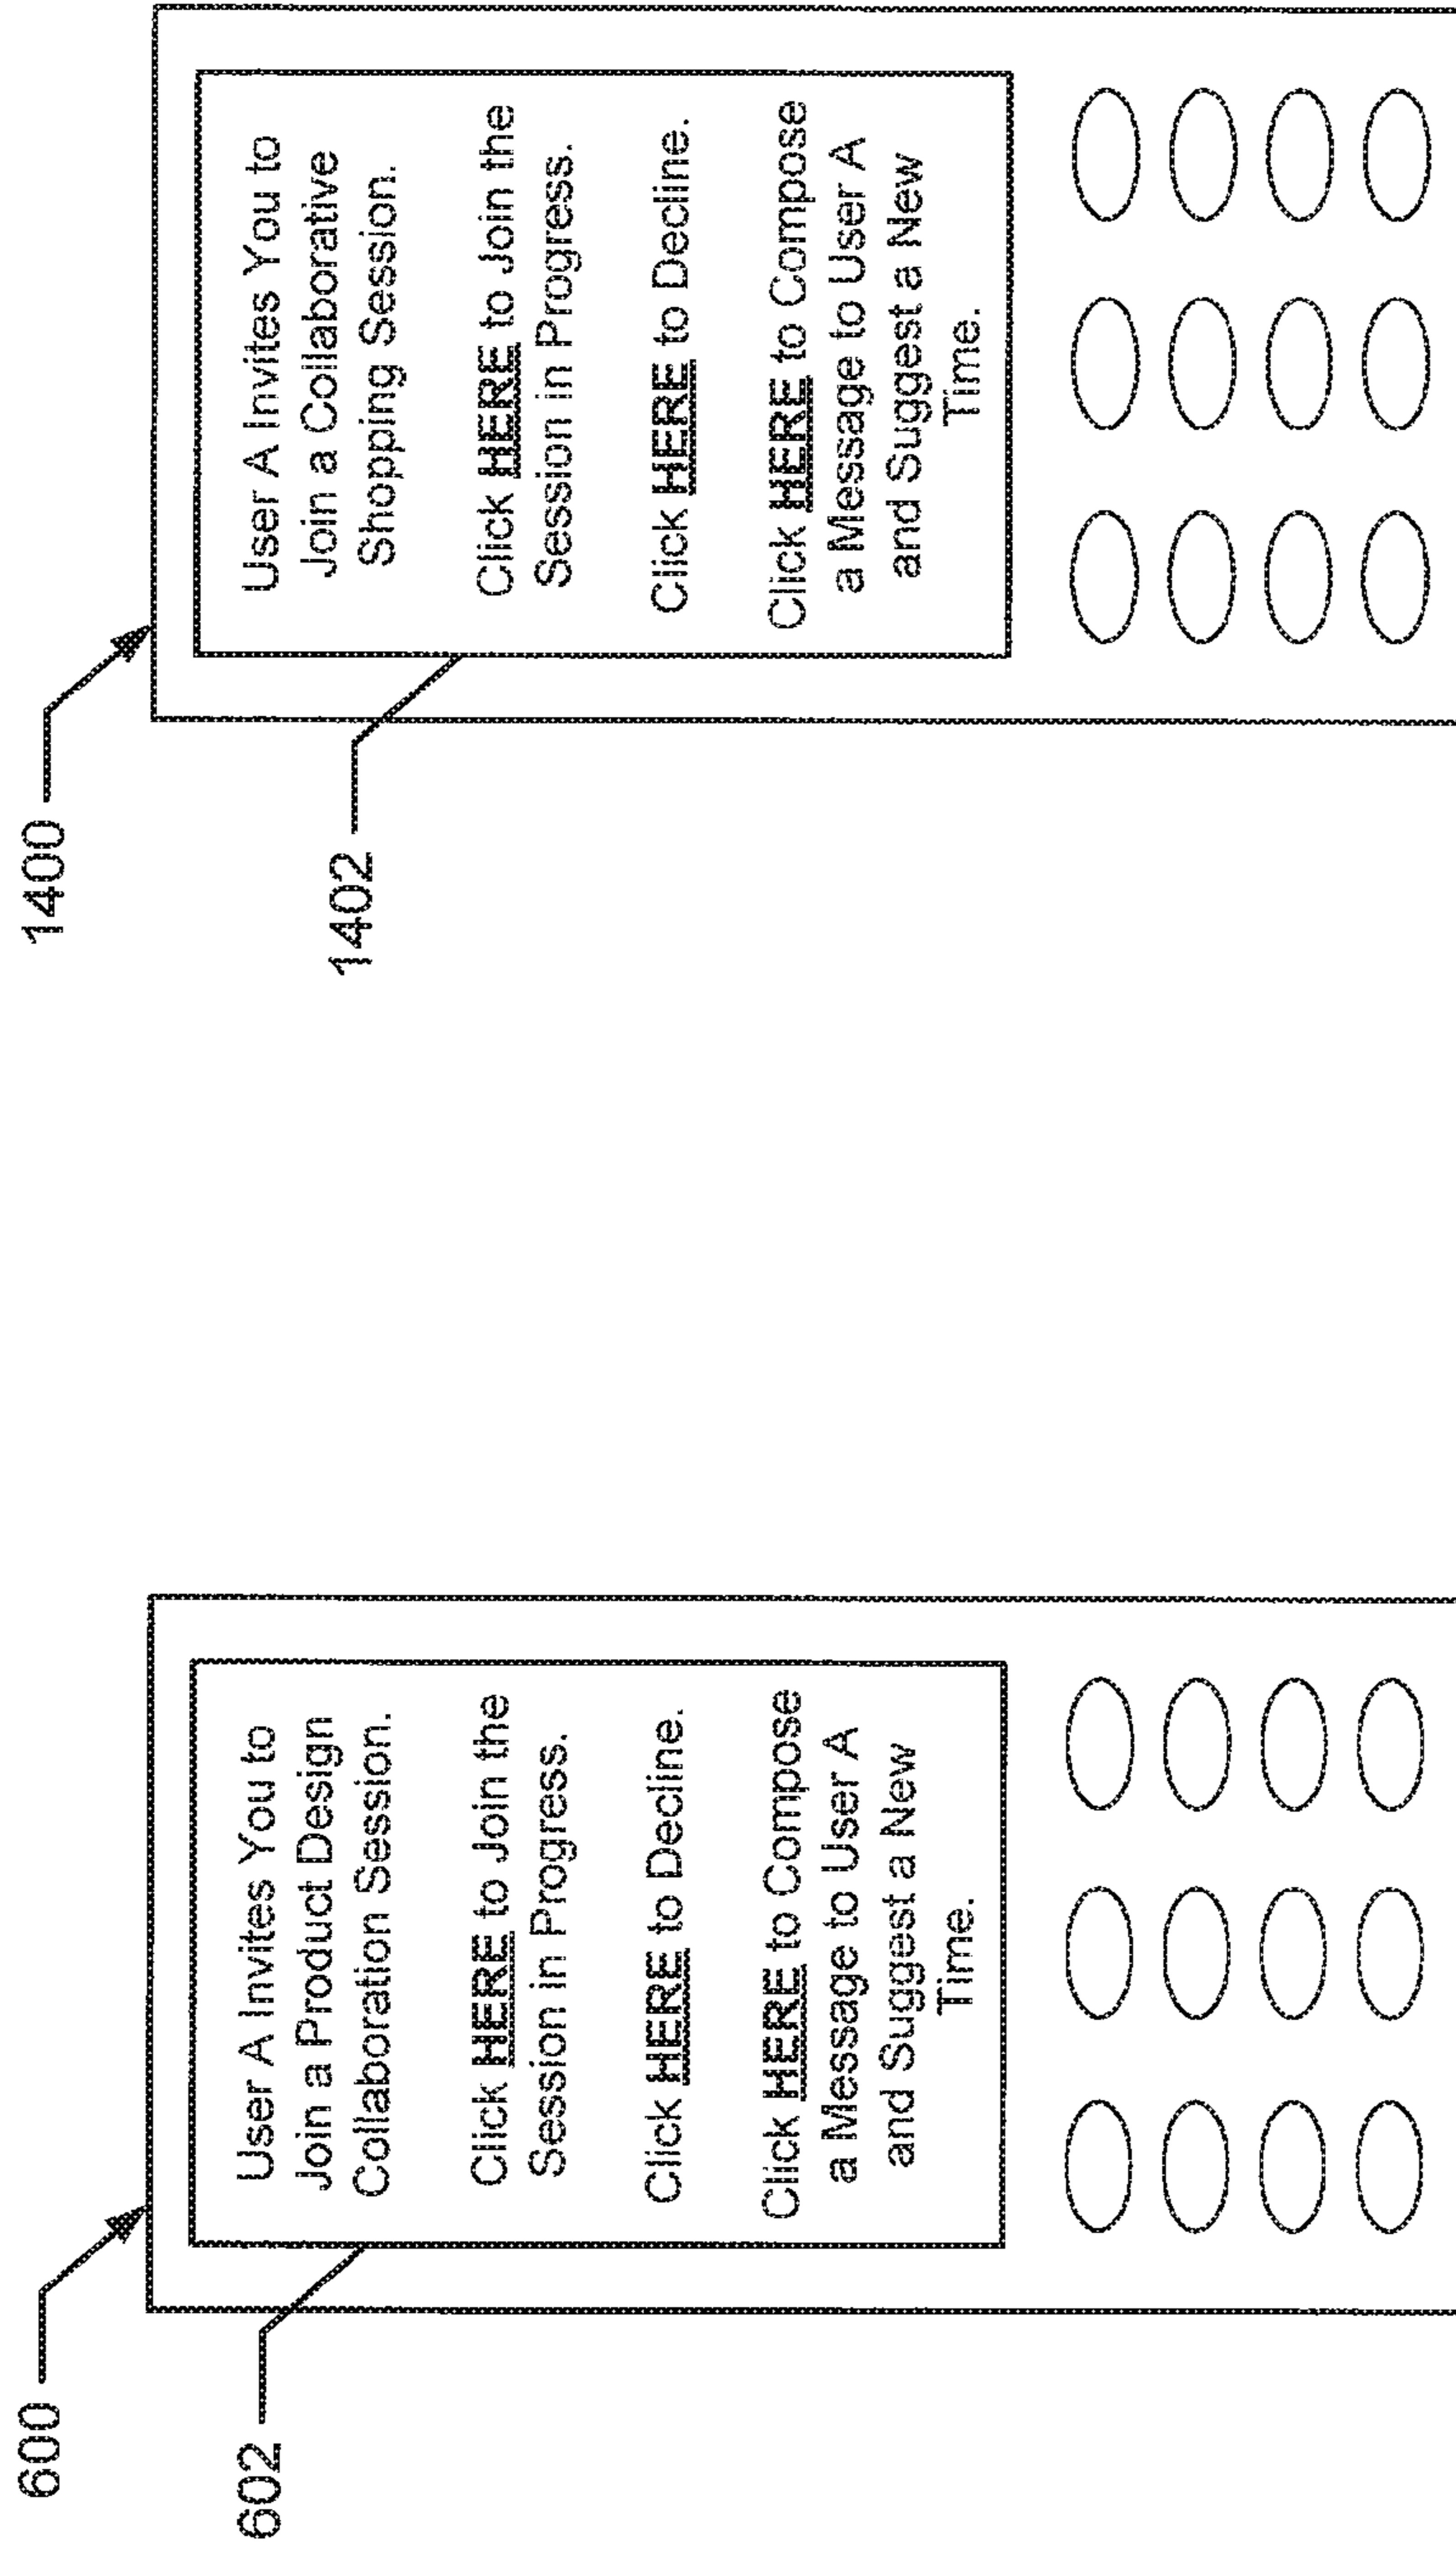 600
602
User A Invites You to
Join a Product Design
Collaboration Session.
Click HERE to Join the
Session in Progress.
Click HERE to Decline.
Click HERE to Compose
a Message to User A
and Suggest a New
Time.
1400
1402
User A Invites You to
Join a Collaborative
Shopping Session.
Click HERE to Join the
Session in Progress.
Click HERE to Decline.
Click HERE to Compose
a Message to User A
and Suggest a New
Time.